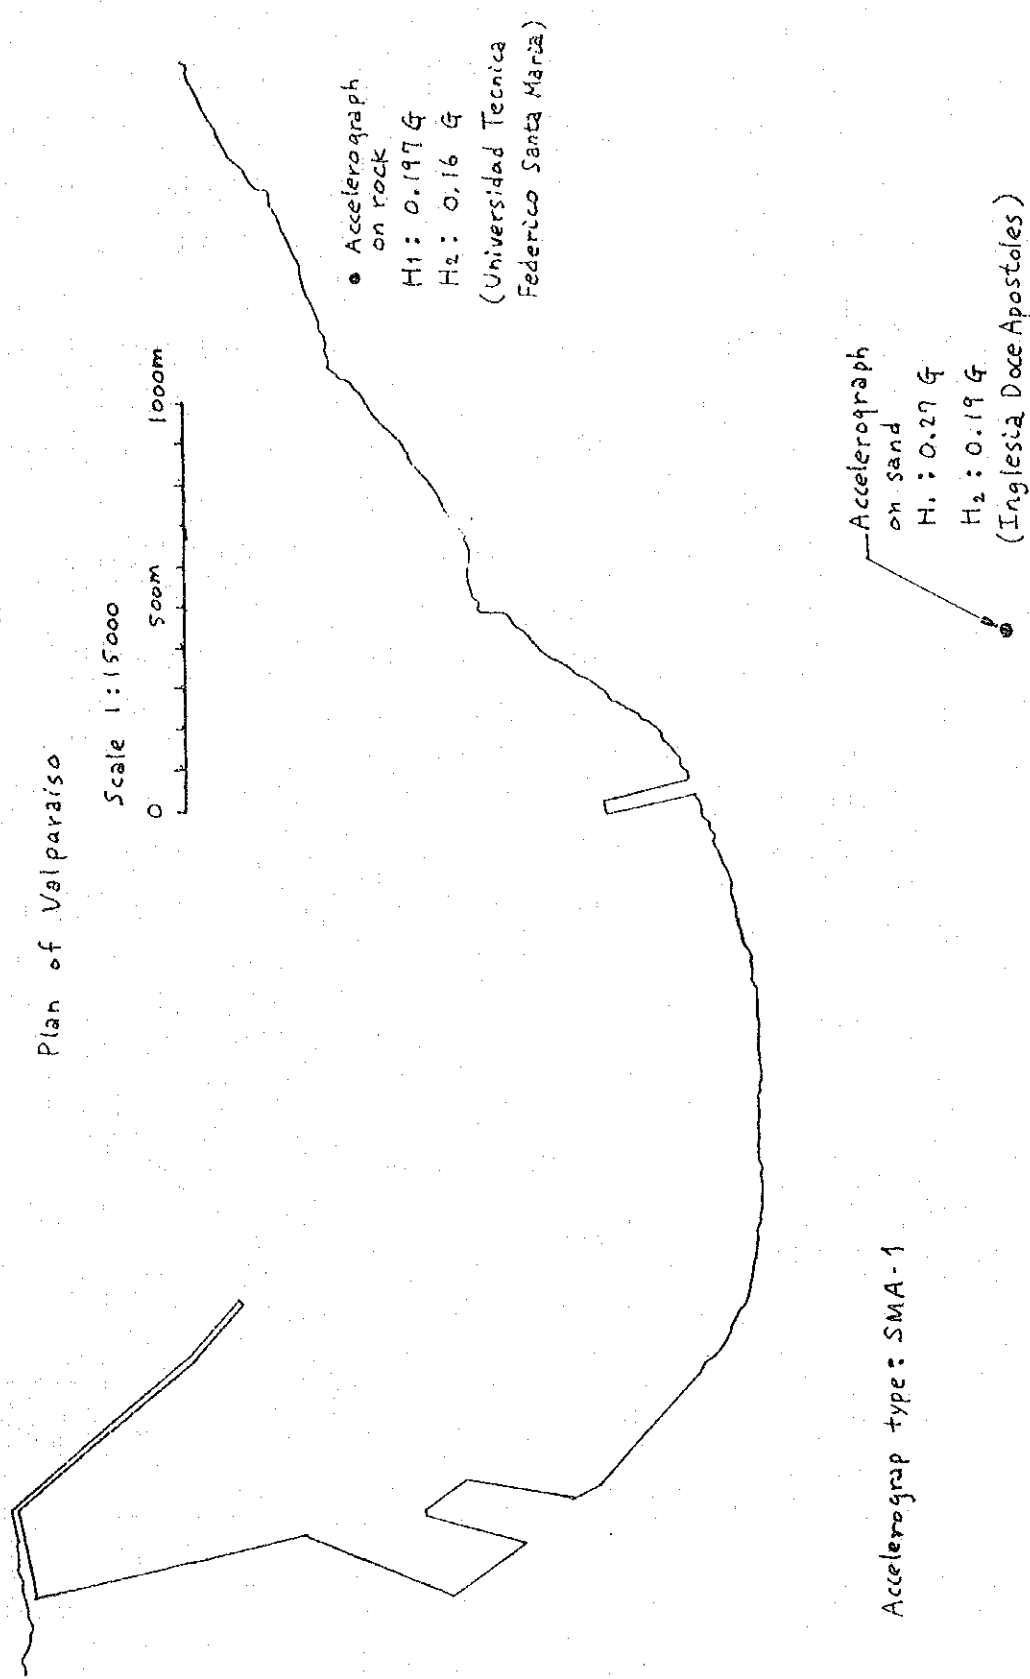 Plan of Valparaiso
Scale 1:15000
0 500m 1000m
Accelerograph
on rock
H1: 0.197 G
H2: 0.16 G
(Universidad Tecnica
Federico Santa Maria)
Accelerograph
on sand
H1: 0.27 G
H2: 0.19 G
(Inglesia Doce Apostoles)
Accelerograp type: SMA-1